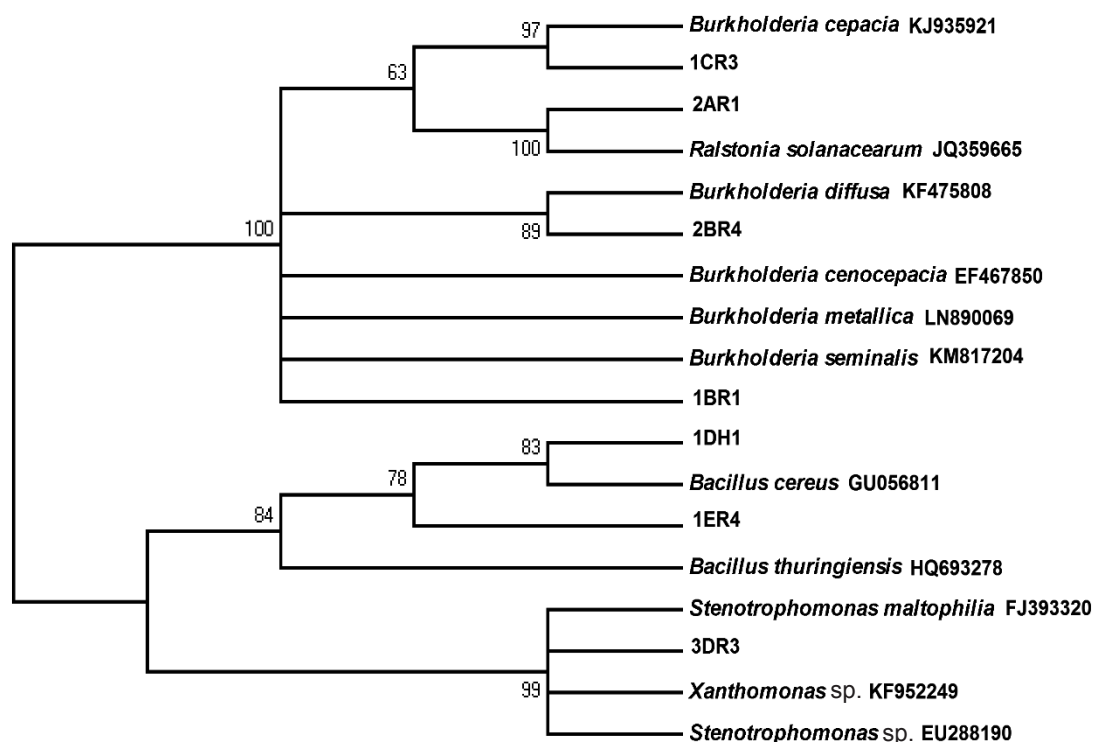 Burkholderia cepacia KJ935921
97
1CR3
63
2AR1
100
Ralstonia solanacearum JQ359665
Burkholderia diffusa KF475808
100
89
2BR4
Burkholderia cenocepacia EF467850
Burkholderia metallica LN890069
Burkholderia seminalis KM817204
1BR1
1DH1
83
Bacillus cereus GU056811
78
1ER4
84
Bacillus thuringiensis HQ693278
Stenotrophomonas maltophilia FJ393320
3DR3
99
Xanthomonas sp. KF952249
Stenotrophomonas sp. EU288190